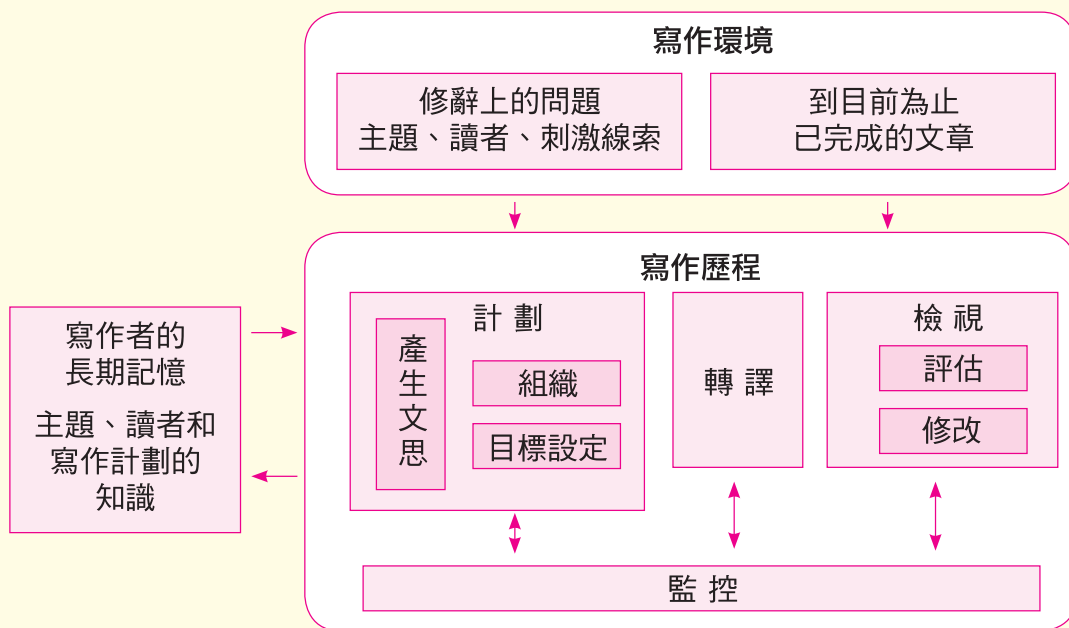 寫作環境
修辭上的問題
主題、讀者、刺激線索
到目前為止
已完成的文章
寫作者的
長期記憶
主題、讀者和
寫作計劃的
知識
寫作歷程
計劃
產生文思
組織
目標設定
轉譯
檢視
評估
修改
監控